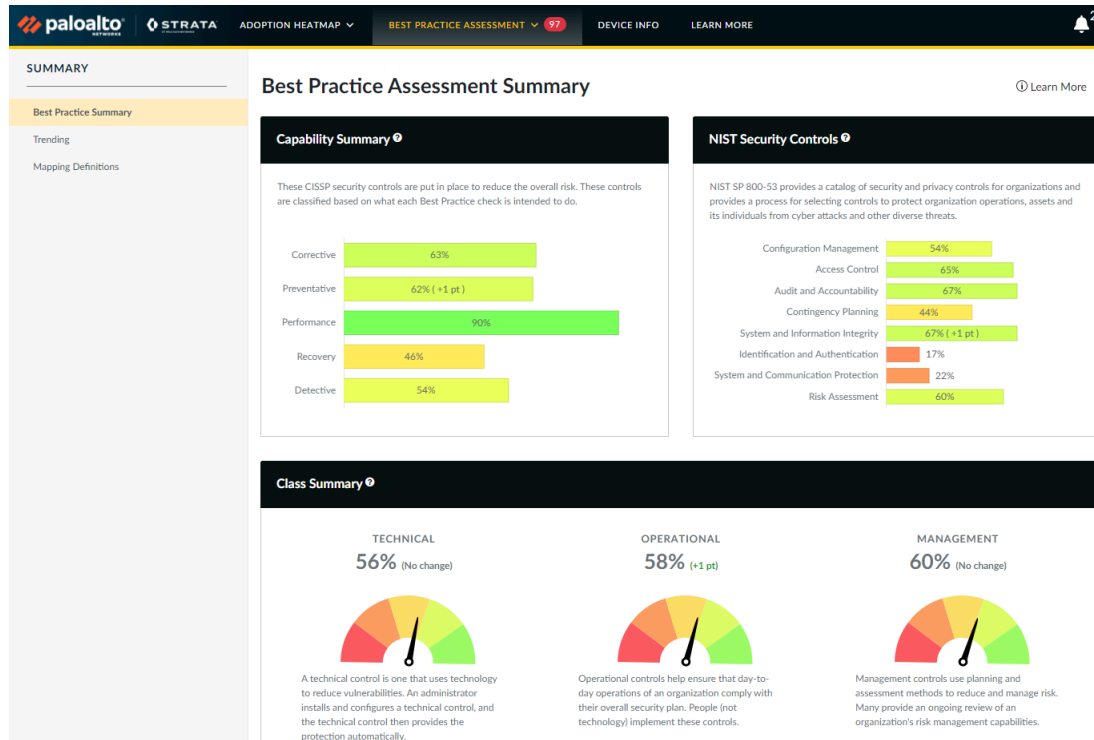 paloalto
NETWORKS
STRATA
ADOPTION HEATMAP
BEST PRACTICE ASSESSMENT 97
DEVICE INFO
LEARN MORE
2
SUMMARY
Best Practice Summary
Trending
Mapping Definitions
Best Practice Assessment Summary
Learn More
Capability Summary
These CISSP security controls are put in place to reduce the overall risk. These controls
are classified based on what each Best Practice check is intended to do.
Corrective 63%
Preventative 62% ( +1 pt )
Performance 90%
Recovery 46%
Detective 54%
NIST Security Controls
NIST SP 800-53 provides a catalog of security and privacy controls for organizations and
provides a process for selecting controls to protect organization operations, assets and
its individuals from cyber attacks and other diverse threats.
Configuration Management 54%
Access Control 65%
Audit and Accountability 67%
Contingency Planning 44%
System and Information Integrity 67% ( +1 pt )
Identification and Authentication 17%
System and Communication Protection 22%
Risk Assessment 60%
Class Summary
TECHNICAL
56% (No change)
A technical control is one that uses technology
to reduce vulnerabilities. An administrator
installs and configures a technical control, and
the technical control then provides the
protection automatically.
OPERATIONAL
58% (+1 pt)
Operational controls help ensure that day-to-
day operations of an organization comply with
their overall security plan. People (not
technology) implement these controls.
MANAGEMENT
60% (No change)
Management controls use planning and
assessment methods to reduce and manage risk.
Many provide an ongoing review of an
organization's risk management capabilities.